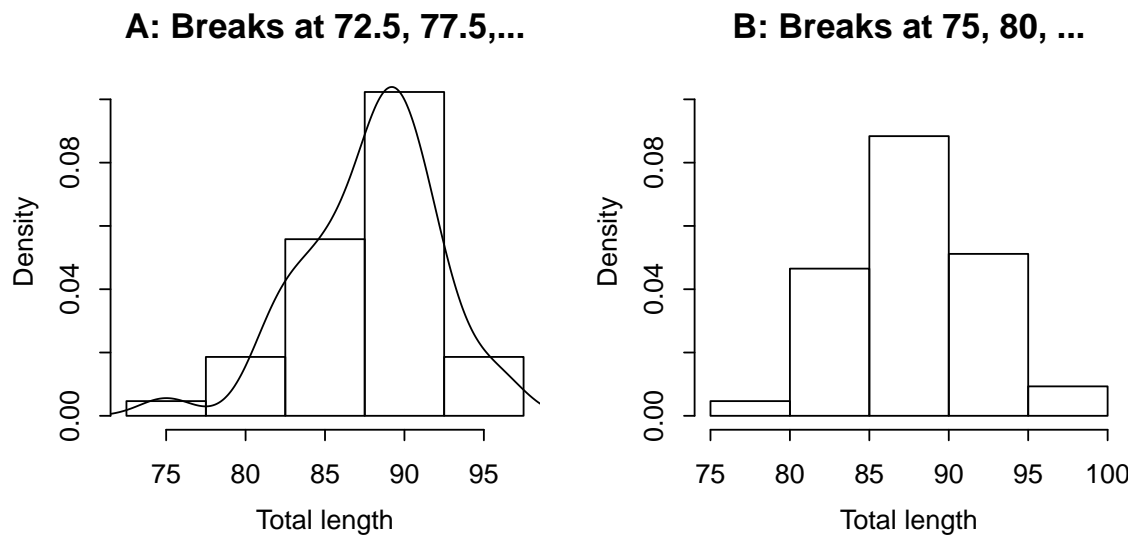 A: Breaks at 72.5, 77.5,...
Density
0.08
0.04
0.00
75 80 85 90 95
Total length
B: Breaks at 75, 80, ...
Density
0.08
0.04
0.00
75 80 85 90 95 100
Total length